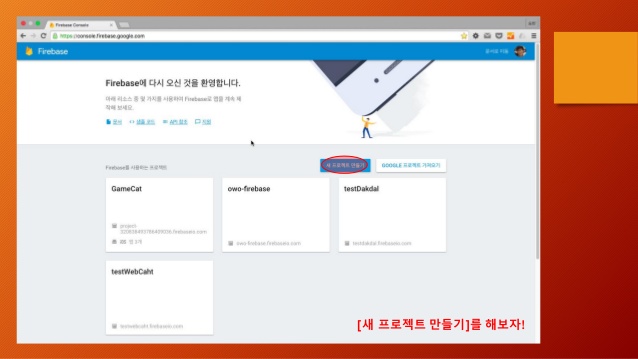 Firebase Console
https://console.firebase.google.com
Firebase
문서로 이동
Firebase에 다시 오신 것을 환영합니다.
아래 리소스 중 몇 가지를 사용하여 Firebase로 앱을 계속 제
작해 보세요.
문서 샘플 코드 API 참조 지원
Firebase를 사용하는 프로젝트
새 프로젝트 만들기
GOOGLE 프로젝트 가져오기
GameCat
owo-firebase
testDakdal
project-
앱 3개
owo-firebase.firebaseio.com
testdakdal.firebaseio.com
testWebCaht
testwebcaht.firebaseio.com
[새 프로젝트 만들기]를 해보자!